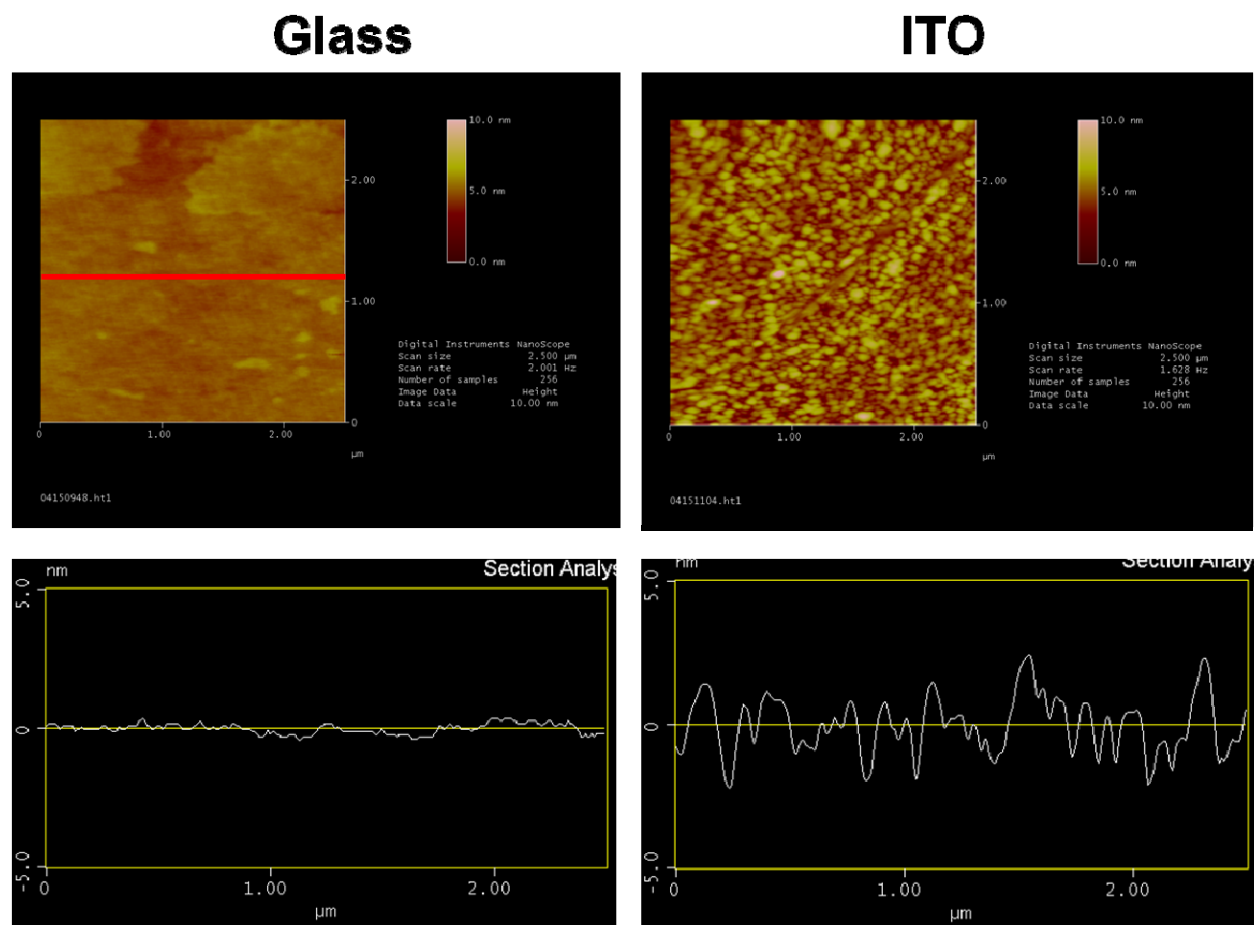 Glass
ITO
10.0 nm
5.0 nm
0.0 nm
2.00
1.00
0
0
1.00
2.00
µm
Digital Instruments NanoScope
Scan size 2.500 µm
Scan rate 2.001 Hz
Number of samples 256
Image Data Height
Data scale 10.00 nm
04150948.ht1
10.0 nm
5.0 nm
0.0 nm
2.00
1.00
0
0
1.00
2.00
µm
Digital Instruments NanoScope
Scan size 2.500 µm
Scan rate 1.628 Hz
Number of samples 256
Image Data Height
Data scale 10.00 nm
04151104.ht1
nm
Section Analys
5.0
0
-5.0
0
1.00
2.00
µm
nm
Section Analy
5.0
0
-5.0
0
1.00
2.00
µm